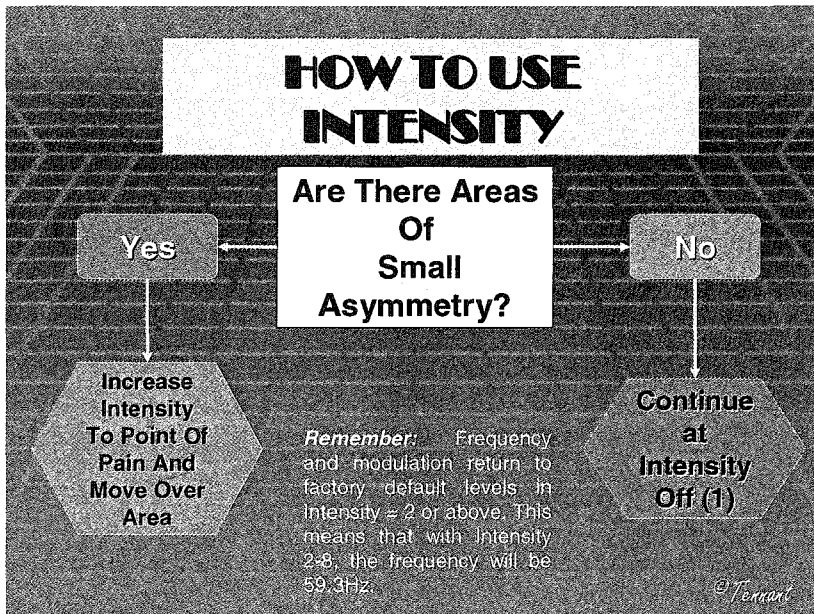 HOW TO USE
INTENSITY
Are There Areas
Of
Small
Asymmetry?
Yes
No
Increase
Intensity
To Point Of
Pain And
Move Over
Area
Remember: Frequency
and modulation return to
factory default levels in
Intensity = 2 or above. This
means that with Intensity
2-8, the frequency will be
59.3Hz.
Continue
at
Intensity
Off (1)
©Tennant